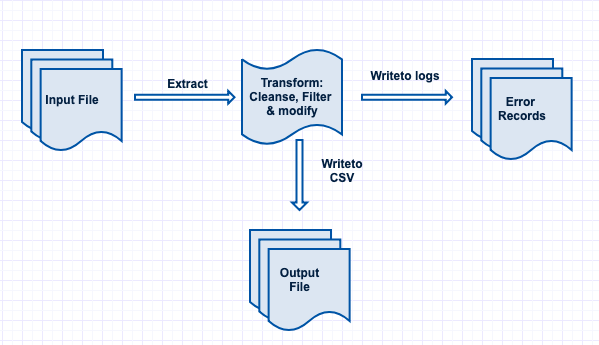 Input File
Extract
Transform:
Cleanse, Filter
& modify
Writeto logs
Error
Records
Writeto
CSV
Output
File